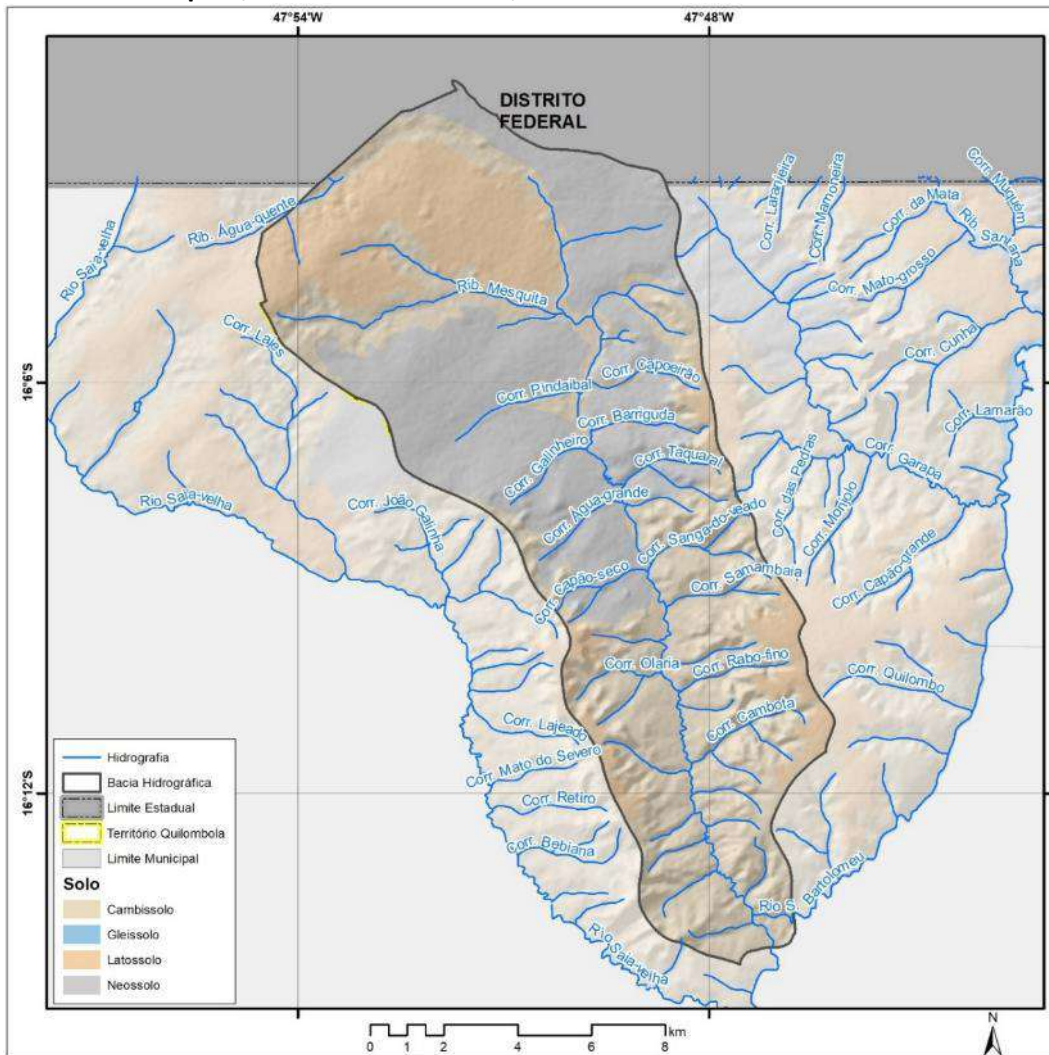 47°54'W
47°48'W
DISTRITO
FEDERAL
Corr. Laranjeira
Corr. Mamoneira
Corr. da Mata
Corr. Muquém
Rib. Santana
Rio Saia-velha
Rib. Água-quente
Rib. Mesquita
Corr. Mato-grosso
Corr. Lajes
Corr. Cunha
16°6'S
Corr. Capoeirão
Corr. Pindaibal
Corr. Lamarão
Corr. Barriguda
Corr. Galinheiro
Corr. Taquaral
Corr. das Pedras
Corr. Garapa
Rio Saia-velha
Corr. João Galinha
Corr. Água-grande
Corr. Sanga-do-veado
Corr. Monjolo
Corr. Capão-seco
Corr. Samambaia
Corr. Capão-grande
Corr. Olaria
Corr. Rabo-fino
Corr. Quilombo
Corr. Cambota
Corr. Lajeado
Corr. Mato do Severo
16°12'S
Corr. Retiro
Corr. Bebiana
Rio S. Bartolomeu
Rio Saia-velha
Hidrografia
Bacia Hidrográfica
Limite Estadual
Território Quilombola
Limite Municipal
Solo
Cambissolo
Gleissolo
Latossolo
Neossolo
km
0 1 2 4 6 8
N